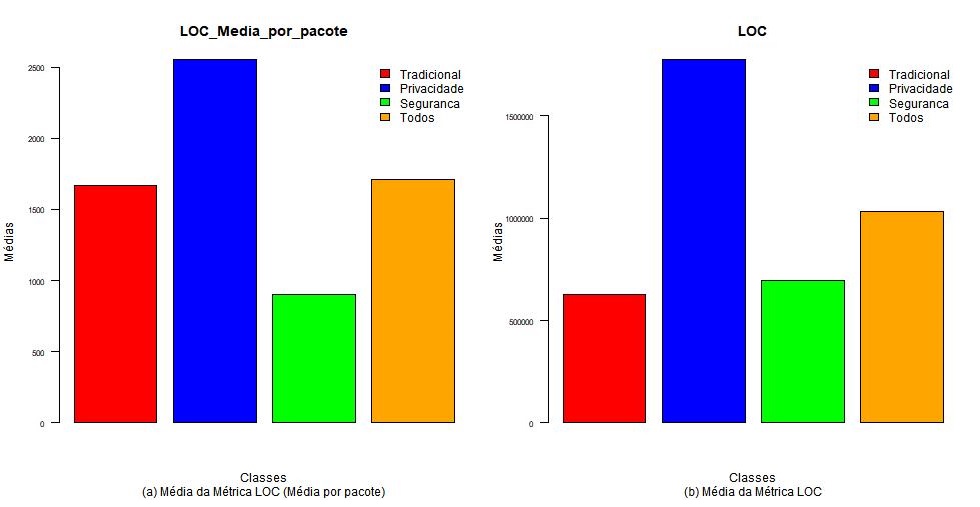 LOC_Media_por_pacote
2500
2000
1500
1000
500
0
Médias
Tradicional
Privacidade
Seguranca
Todos
Classes
(a) Média da Métrica LOC (Média por pacote)
LOC
1500000
1000000
500000
0
Médias
Tradicional
Privacidade
Seguranca
Todos
Classes
(b) Média da Métrica LOC